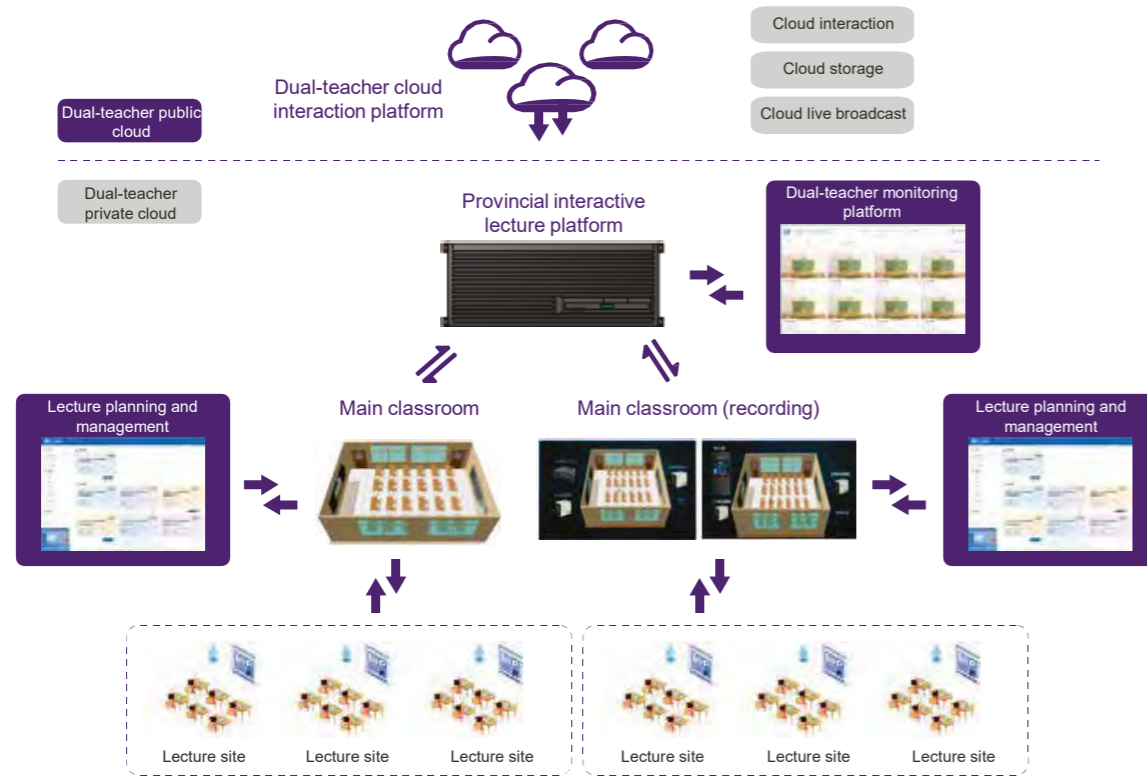 Cloud interaction
Dual-teacher cloud
interaction platform
Cloud storage
Dual-teacher public
cloud
Cloud live broadcast
Dual-teacher
private cloud
Provincial interactive
lecture platform
Dual-teacher monitoring
platform
Lecture planning and
management
Main classroom
Main classroom (recording)
Lecture planning and
management
Lecture site
Lecture site
Lecture site
Lecture site
Lecture site
Lecture site